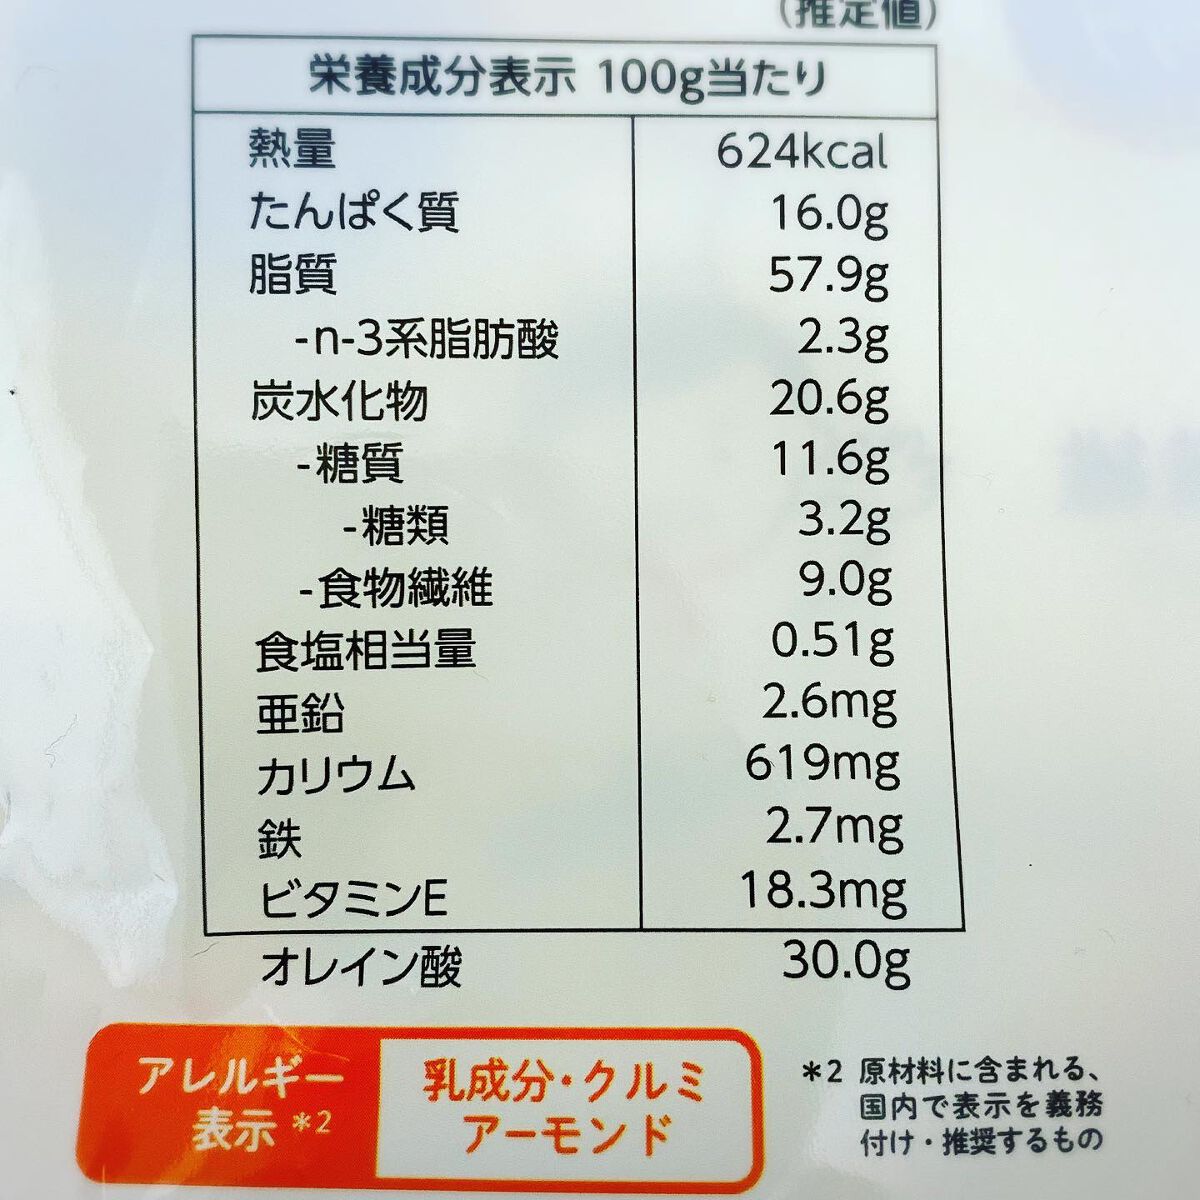 (推定値)
栄養成分表示 100g当たり
熱量 624kcal
たんぱく質 16.0g
脂質 57.9g
-n-3系脂肪酸 2.3g
炭水化物 20.6g
-糖質 11.6g
-糖類 3.2g
-食物繊維 9.0g
食塩相当量 0.51g
亜鉛 2.6mg
カリウム 619mg
鉄 2.7mg
ビタミンE 18.3mg
オレイン酸 30.0g
アレルギー
表示 *2
乳成分・クルミ
アーモンド
*2 原材料に含まれる、
国内で表示を義務
付け・推奨するもの